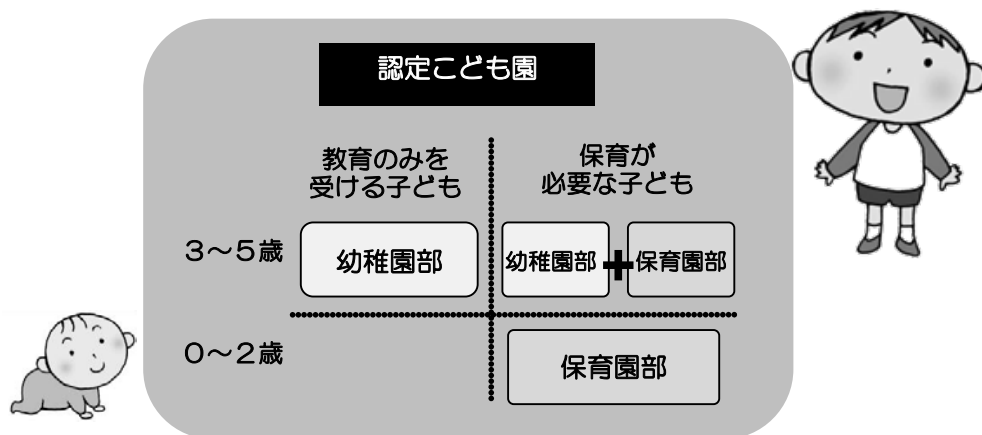 認定こども園
教育のみを
受ける子ども
保育が
必要な子ども
3～5歳
幼稚園部
幼稚園部+保育園部
0～2歳
保育園部